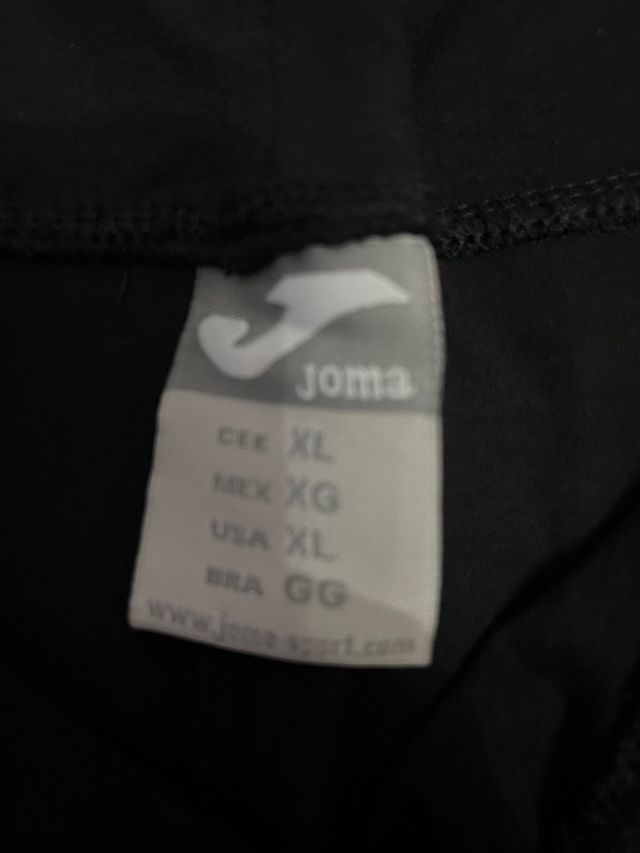 joma
CEE XL
MEX XG
USA XL
BRA GG
www.joma-sport.com